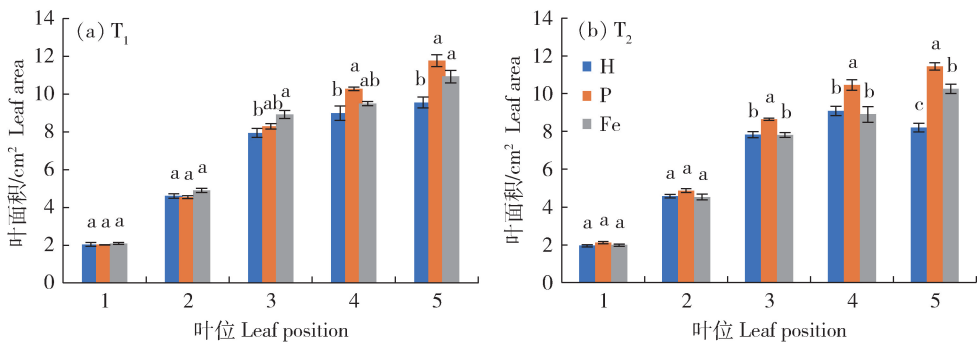 (a) T₁
叶面积/cm² Leaf area
14
12
10
8
6
4
2
0
a a a
a a a
b ab a
b a ab
b a a
1 2 3 4 5
叶位 Leaf position
(b) T₂
叶面积/cm² Leaf area
14
12
10
8
6
4
2
0
H
P
Fe
a a a
a a a
b a b
b a b
c a b
1 2 3 4 5
叶位 Leaf position